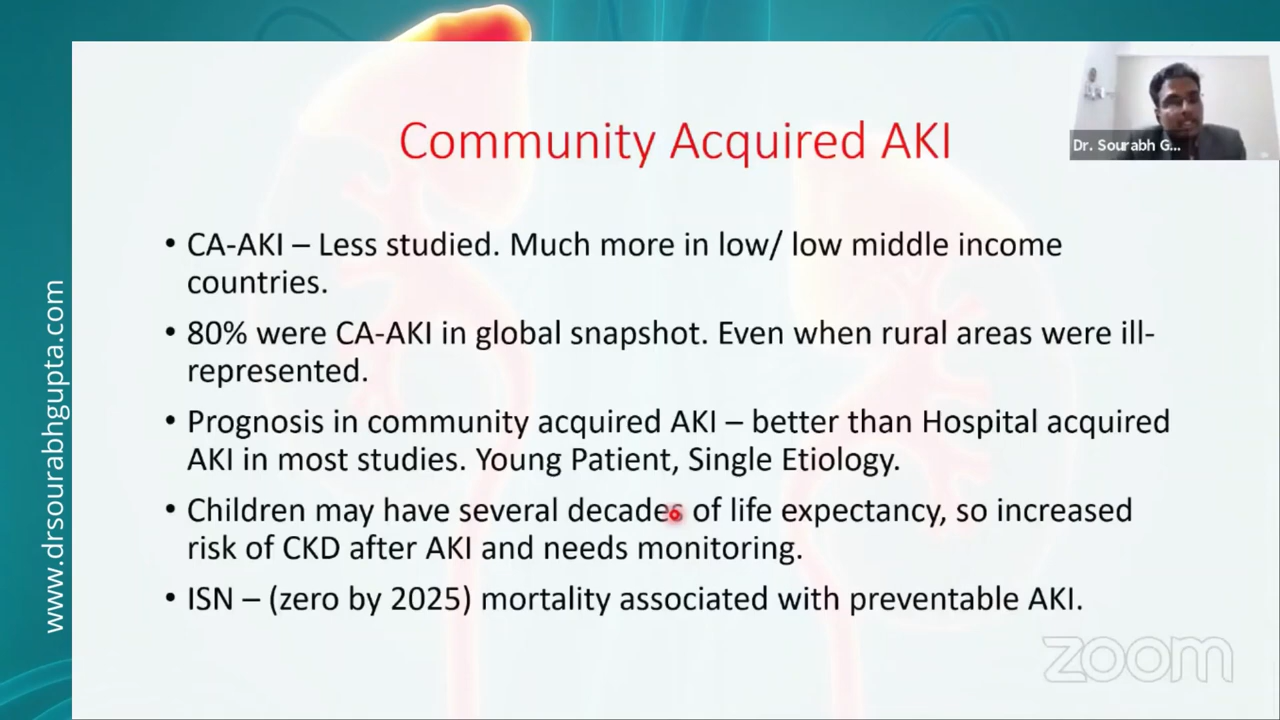 Community Acquired AKI
Dr. Sourabh G...
• CA-AKI – Less studied. Much more in low/ low middle income
countries.
• 80% were CA-AKI in global snapshot. Even when rural areas were ill-
represented.
• Prognosis in community acquired AKI – better than Hospital acquired
AKI in most studies. Young Patient, Single Etiology.
• Children may have several decades of life expectancy, so increased
risk of CKD after AKI and needs monitoring.
• ISN – (zero by 2025) mortality associated with preventable AKI.
www.drsourabhgupta.com
zoom